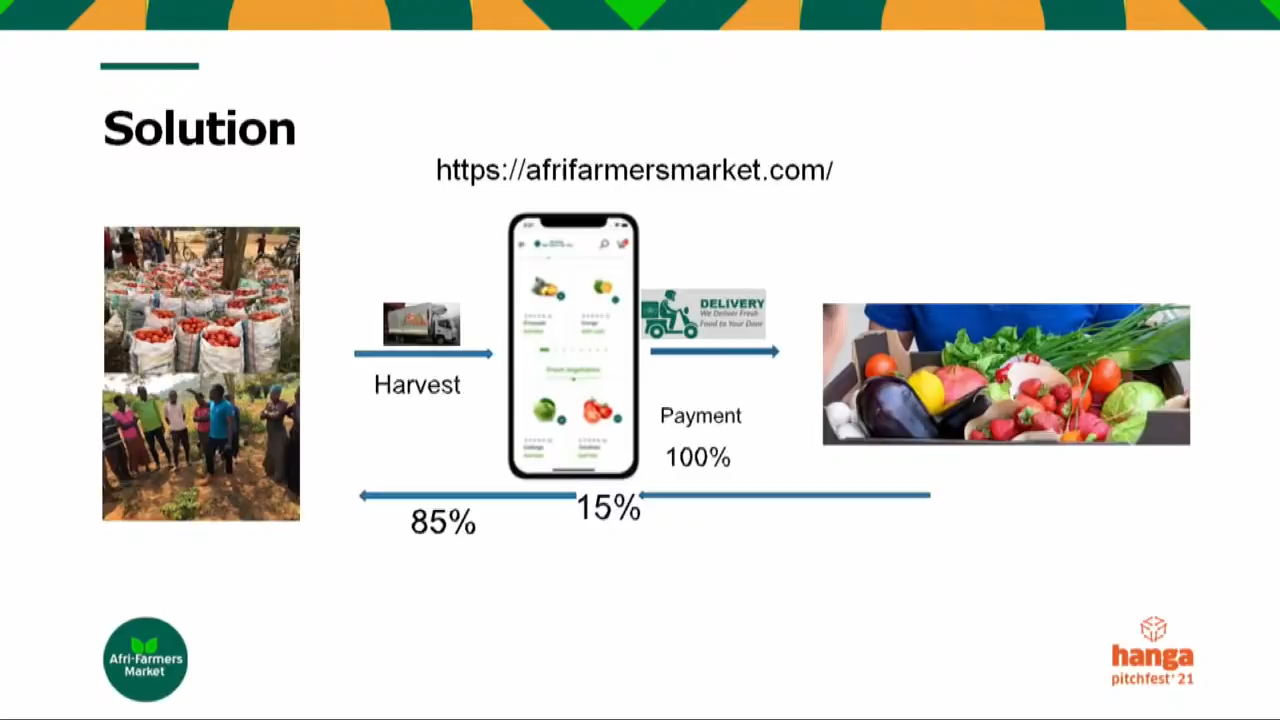 Solution
https://afrifarmersmarket.com/
DELIVERY
We Deliver Fresh
Food to Your Door
Harvest
Payment
100%
15%
85%
Afri-Farmers
Market
hanga
pitchfest' 21